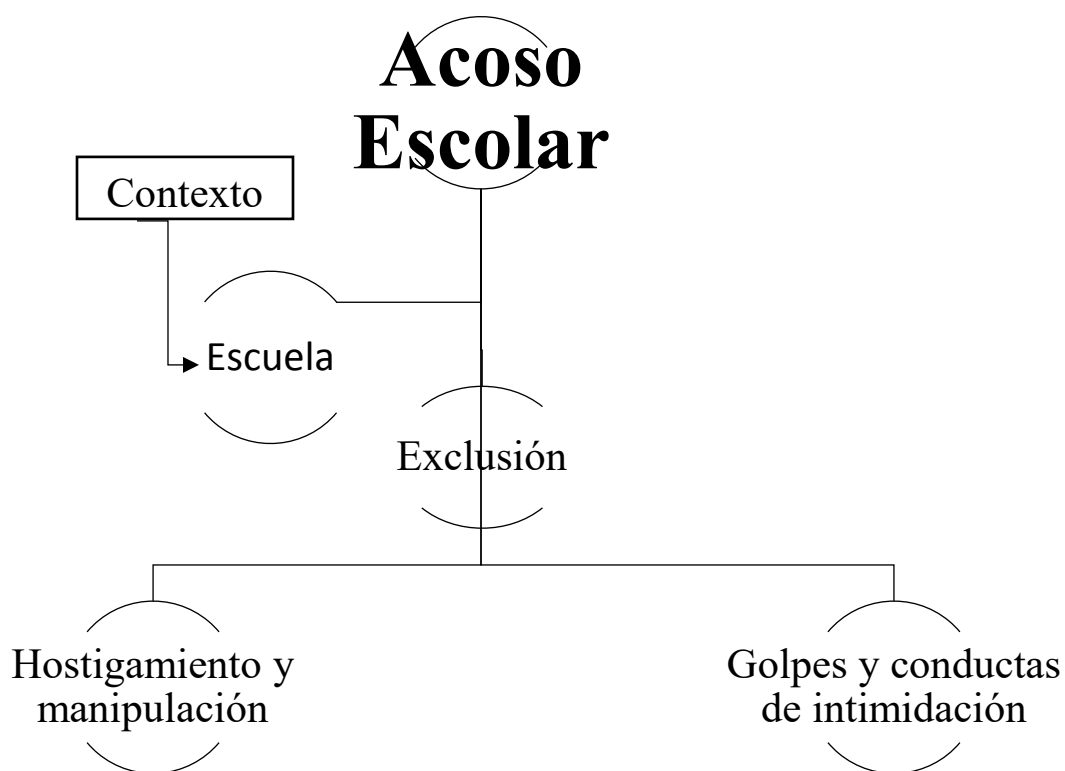 Acoso
Escolar
Contexto
Escuela
Exclusión
Hostigamiento y
manipulación
Golpes y conductas
de intimidación